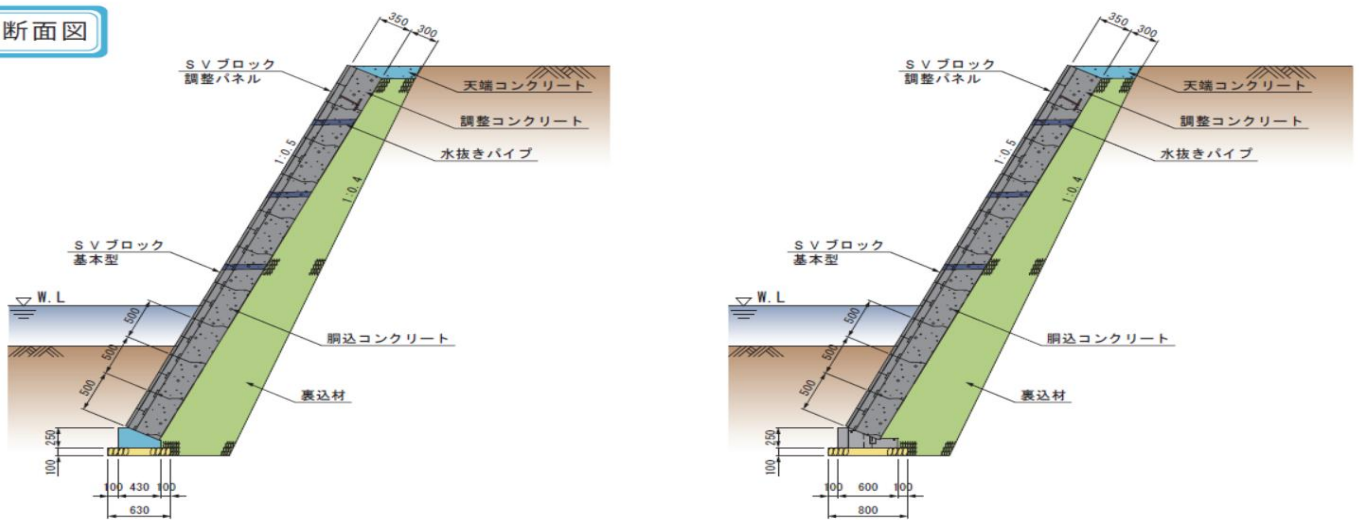 断面図
350
300
SVブロック
調整パネル
天端コンクリート
調整コンクリート
水抜きパイプ
1:0.5
1:0.4
SVブロック
基本型
W.L
500
500
500
胴込コンクリート
裏込材
250
100
100 430 100
630
350
300
SVブロック
調整パネル
天端コンクリート
調整コンクリート
水抜きパイプ
1:0.5
1:0.4
SVブロック
基本型
W.L
500
500
500
胴込コンクリート
裏込材
250
100
100 600 100
800